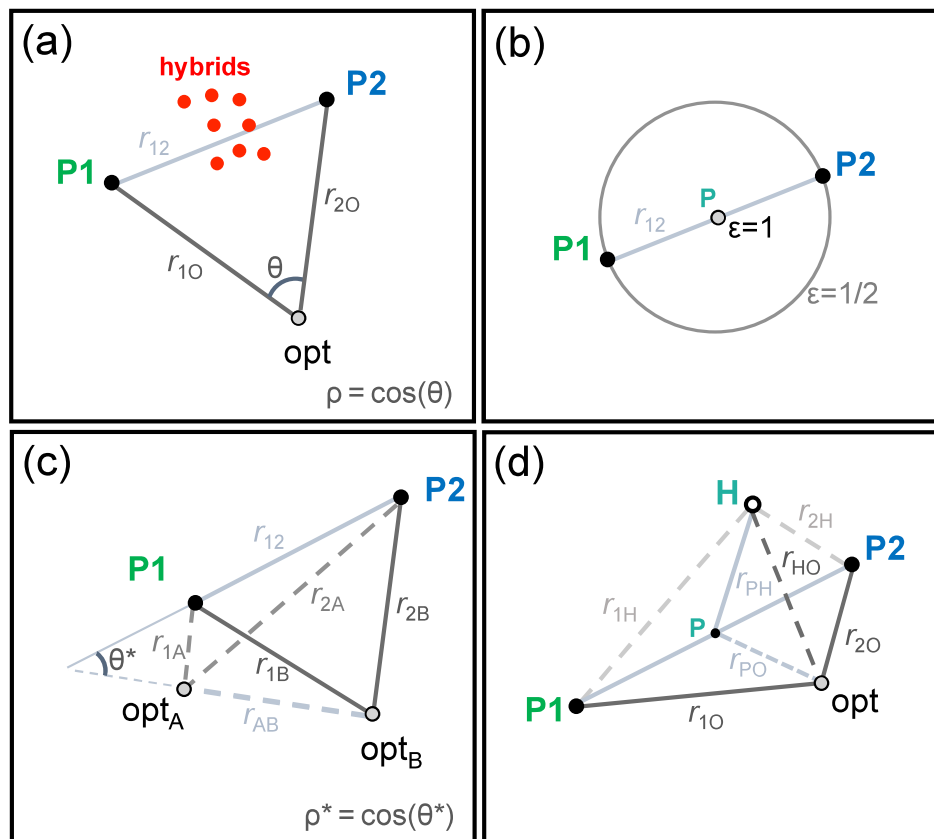 (a)
hybrids
P2
r12
P1
r2O
r1O
θ
opt
ρ = cos(θ)
(b)
P2
P
r12
ε=1
P1
ε=1/2
(c)
P2
r12
P1
r2A
r2B
θ*
r1A
r1B
optA
rAB
optB
ρ* = cos(θ*)
(d)
H
r2H
P2
rHO
rPH
r1H
P
r2O
rPO
opt
P1
r1O